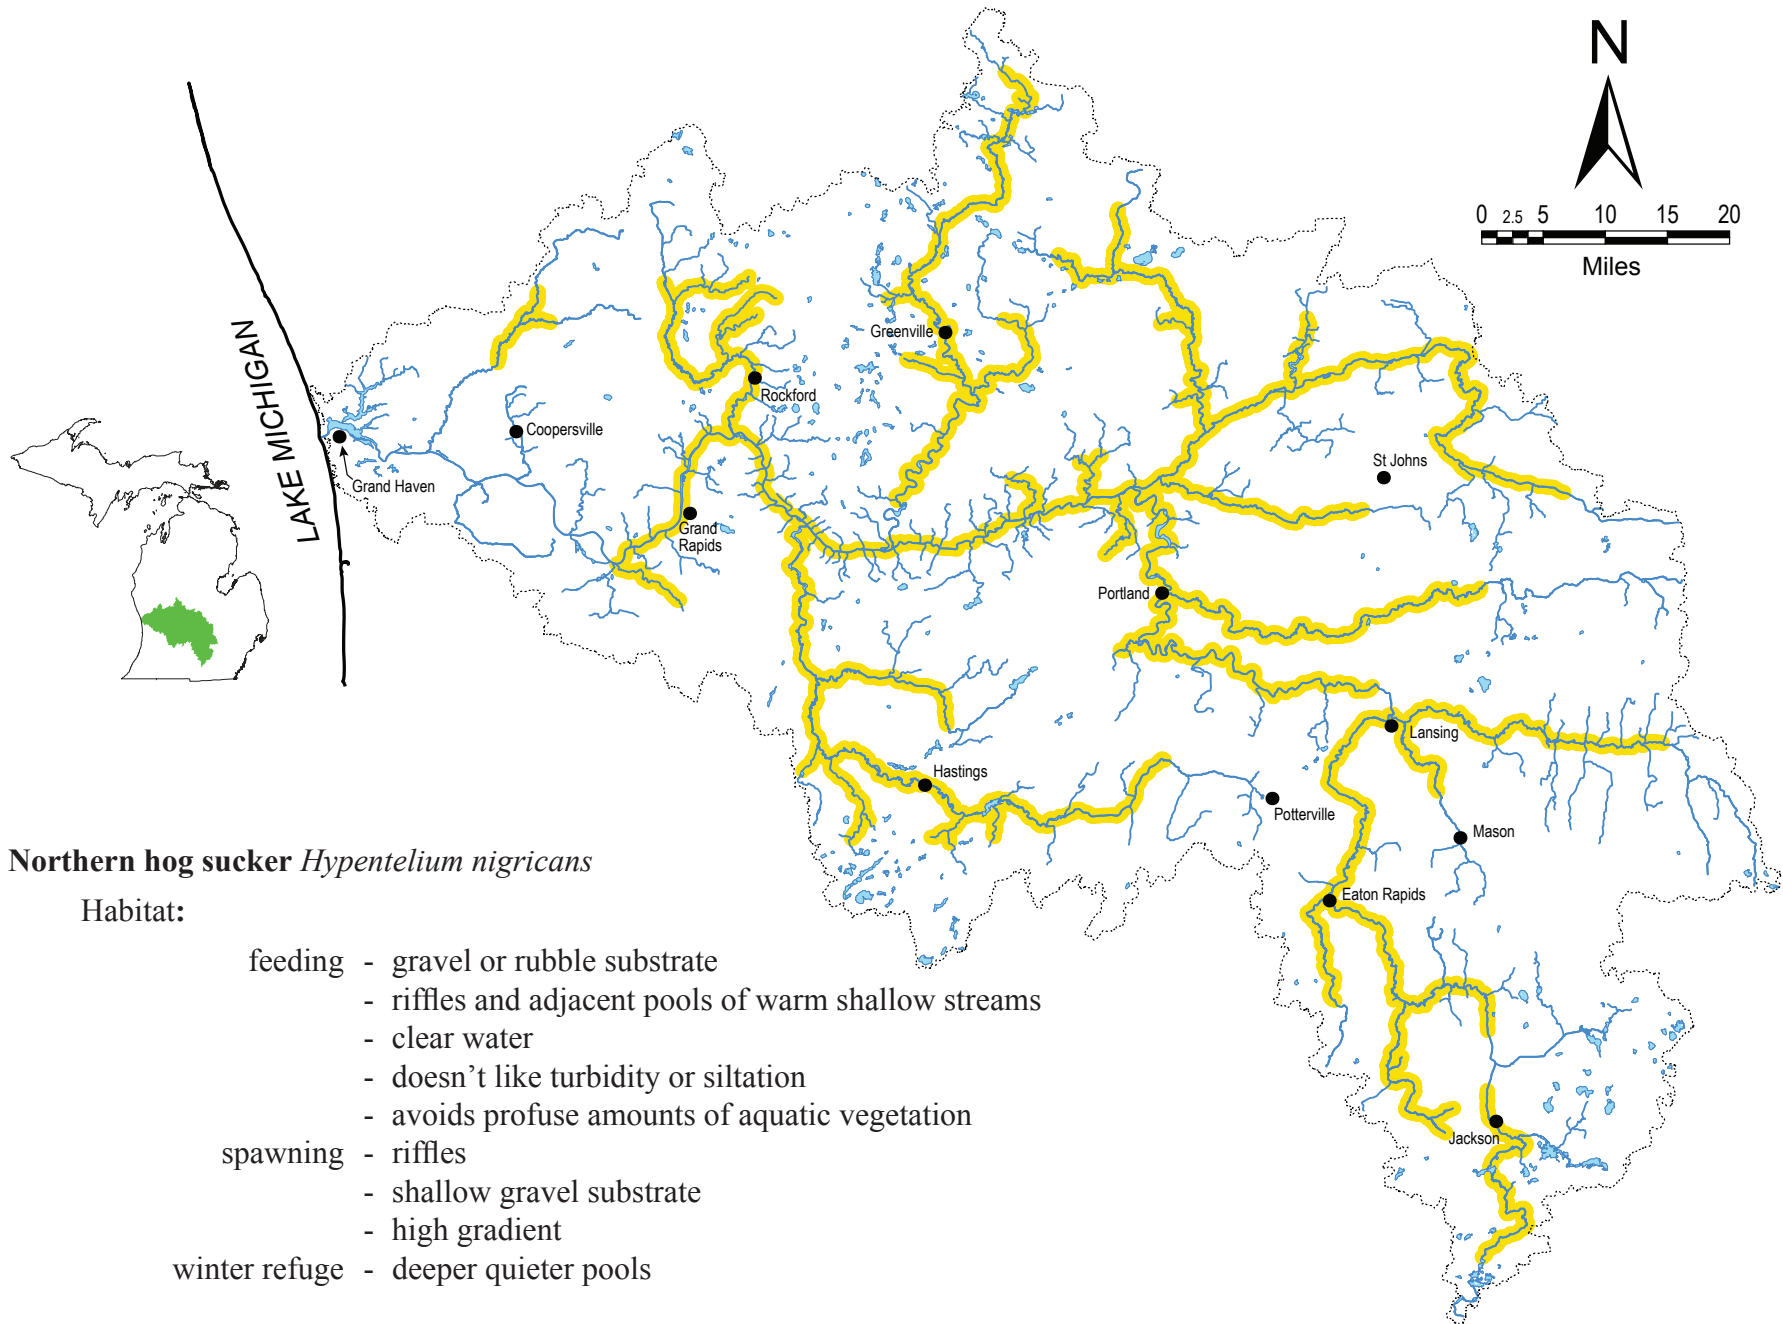 N
0 2.5 5 10 15 20
Miles
LAKE MICHIGAN
Greenville
Rockford
Coopersville
Grand Haven
St Johns
Grand
Rapids
Portland
Lansing
Hastings
Potterville
Mason
Eaton Rapids
Jackson
Northern hog sucker Hypentelium nigricans
Habitat:
feeding - gravel or rubble substrate
- riffles and adjacent pools of warm shallow streams
- clear water
- doesn’t like turbidity or siltation
- avoids profuse amounts of aquatic vegetation
spawning - riffles
- shallow gravel substrate
- high gradient
winter refuge - deeper quieter pools